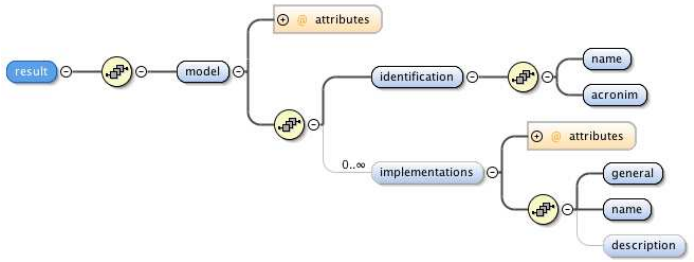 @ attributes
result
model
identification
name
acronim
0..∞
implementations
@ attributes
general
name
description